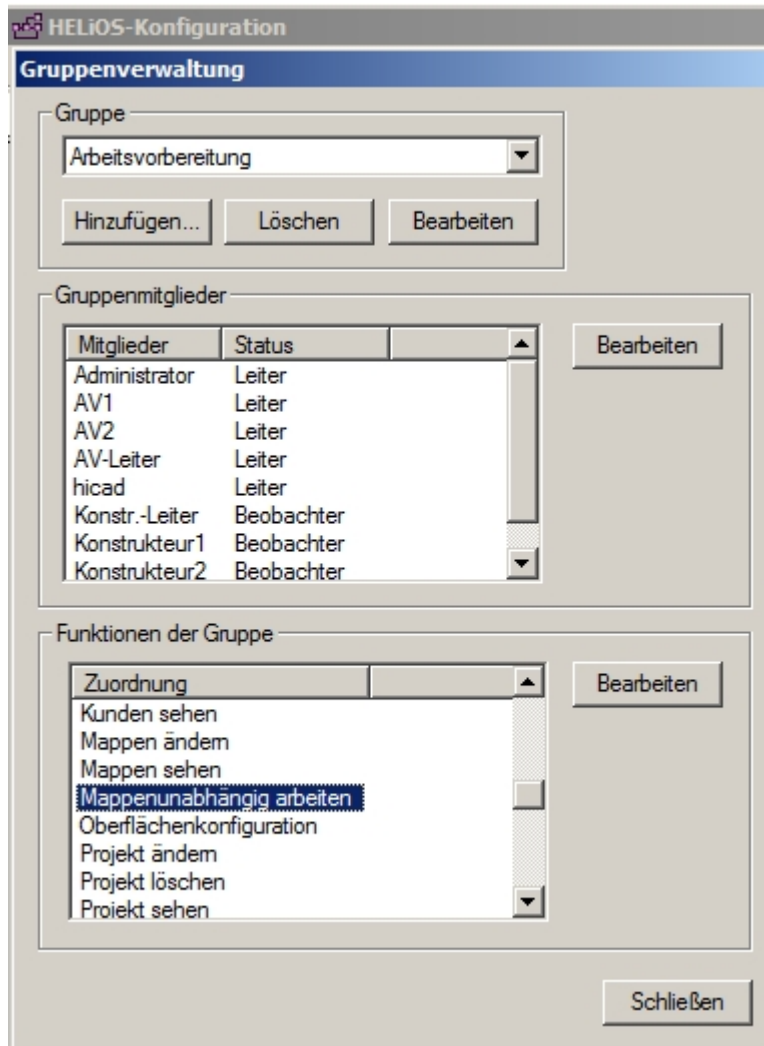 HELiOS-Konfiguration
Gruppenverwaltung
Gruppe
Arbeitsvorbereitung
Hinzufügen... Löschen Bearbeiten
Gruppenmitglieder
Mitglieder Status
Bearbeiten
Administrator Leiter
AV1 Leiter
AV2 Leiter
AV-Leiter Leiter
hicad Leiter
Konstr.-Leiter Beobachter
Konstrukteur1 Beobachter
Konstrukteur2 Beobachter
Funktionen der Gruppe
Zuordnung
Bearbeiten
Kunden sehen
Mappen ändern
Mappen sehen
Mappenunabhängig arbeiten
Oberflächenkonfiguration
Projekt ändern
Projekt löschen
Projekt sehen
Schließen